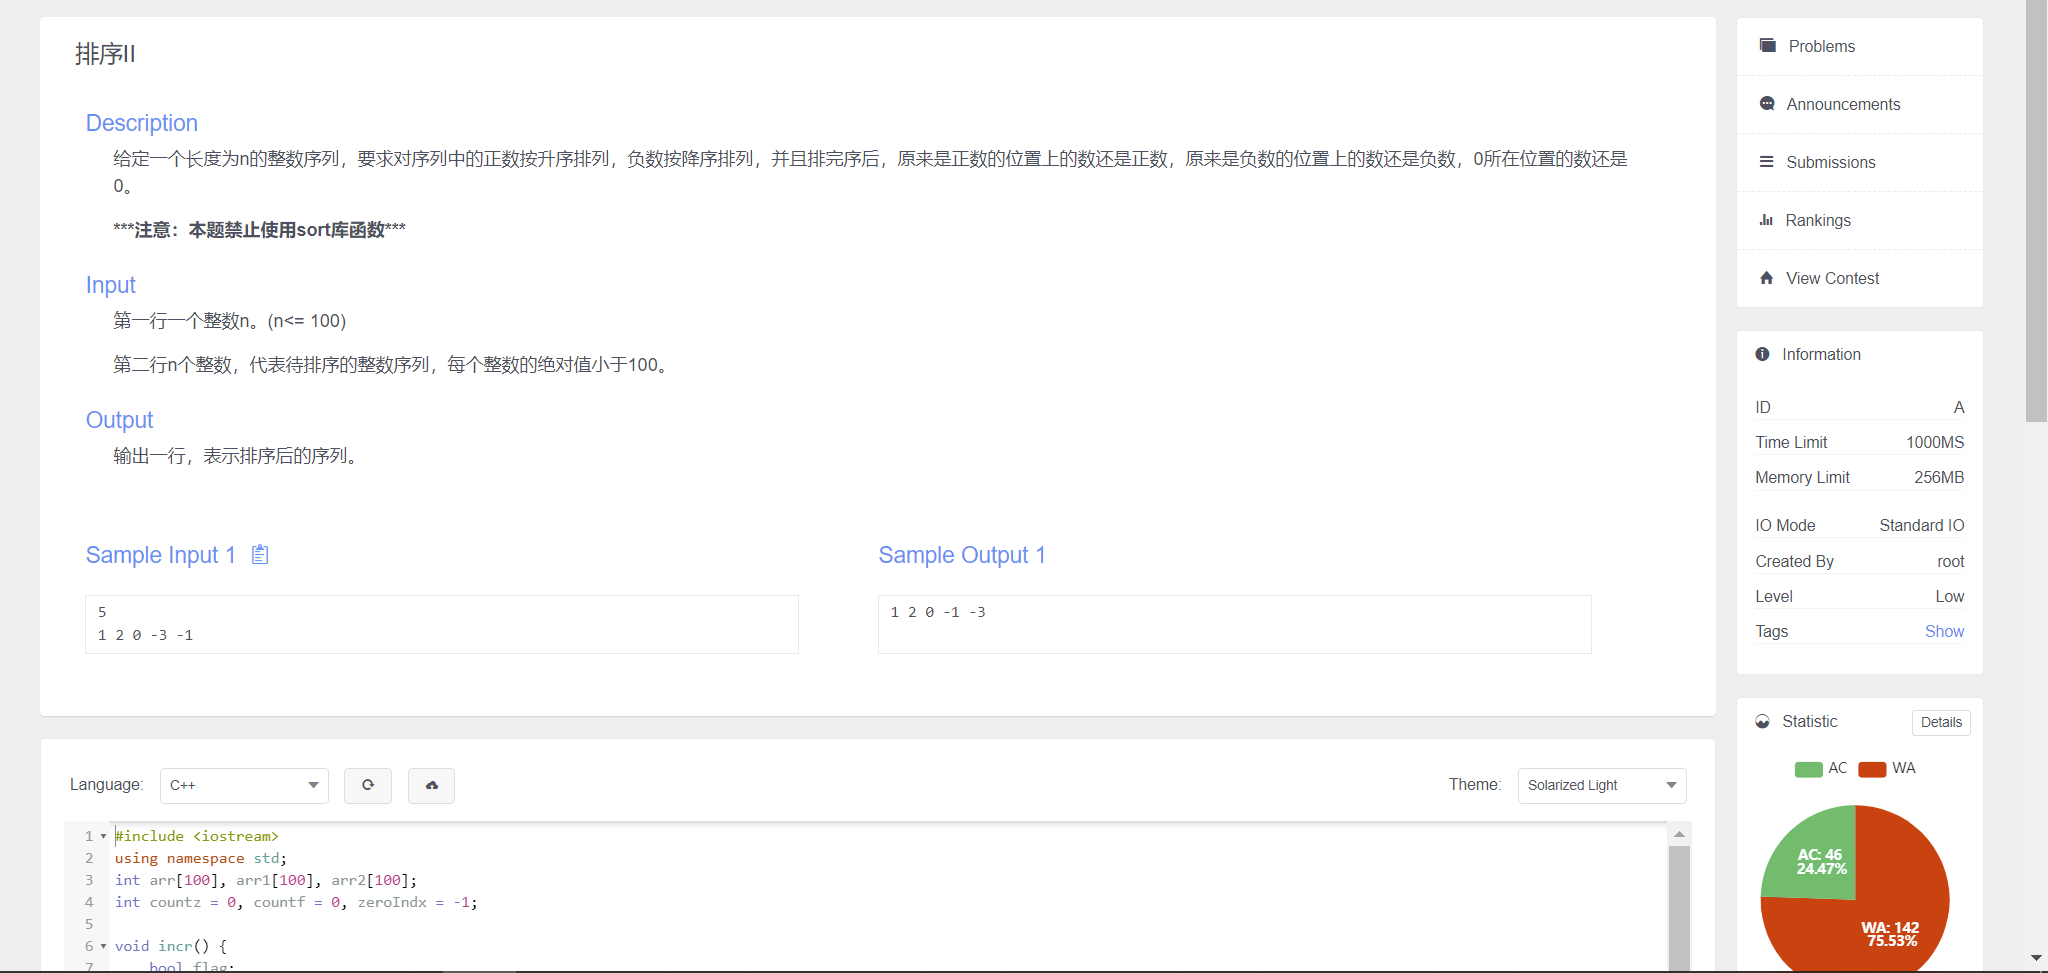 排序II
Description
给定一个长度为n的整数序列，要求对序列中的正数按升序排列，负数按降序排列，并且排完序后，原来是正数的位置上的数还是正数，原来是负数的位置上的数还是负数，0所在位置的数还是
0。
***注意：本题禁止使用sort库函数***
Input
第一行一个整数n。(n<= 100)
第二行n个整数，代表待排序的整数序列，每个整数的绝对值小于100。
Output
输出一行，表示排序后的序列。
Sample Input 1
5
1 2 0 -3 -1
Sample Output 1
1 2 0 -1 -3
Language:
C++
Theme:
Solarized Light
1 #include <iostream>
2 using namespace std;
3 int arr[100], arr1[100], arr2[100];
4 int countz = 0, countf = 0, zeroIndx = -1;
5
6 void incr() {
7 bool flag;
Problems
Announcements
Submissions
Rankings
View Contest
Information
ID A
Time Limit 1000MS
Memory Limit 256MB
IO Mode Standard IO
Created By root
Level Low
Tags Show
Statistic
Details
AC WA
AC: 46
24.47%
WA: 142
75.53%